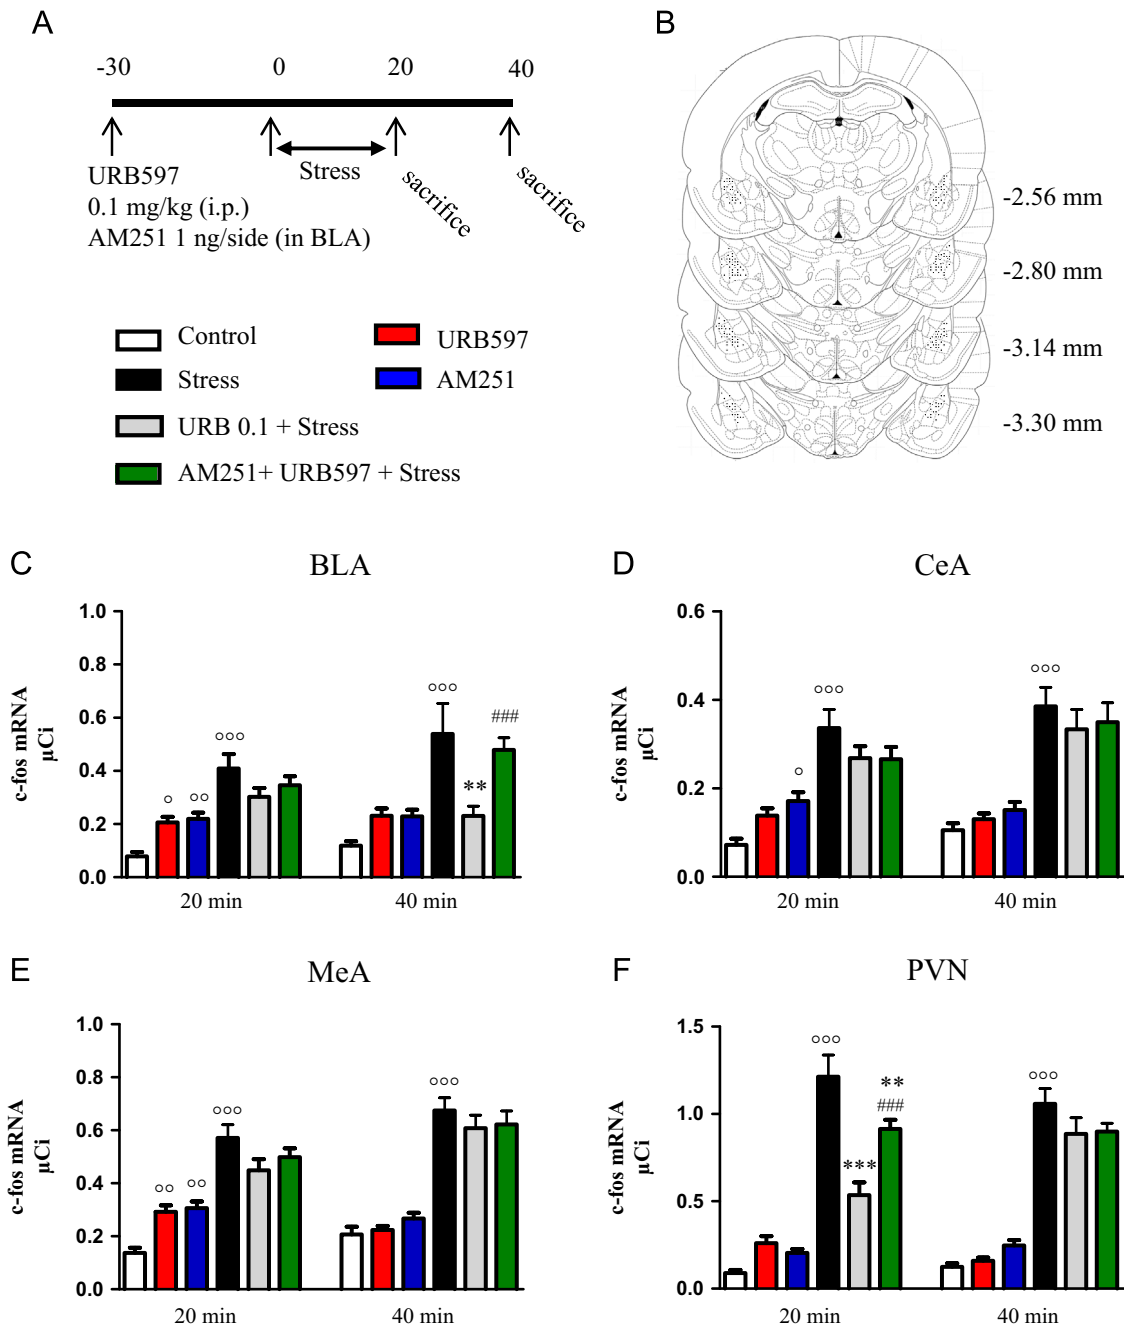 A
-30 0 20 40
Stress
sacrifice
sacrifice
URB597
0.1 mg/kg (i.p.)
AM251 1 ng/side (in BLA)
Control
Stress
URB 0.1 + Stress
AM251+ URB597 + Stress
URB597
AM251
B
-2.56 mm
-2.80 mm
-3.14 mm
-3.30 mm
C
BLA
c-fos mRNA
µCi
1.0
0.8
0.6
0.4
0.2
0.0
○
○○
○○○
○○○
**
###
20 min
40 min
D
CeA
c-fos mRNA
µCi
0.6
0.4
0.2
0.0
○
○○○
○○○
20 min
40 min
E
MeA
c-fos mRNA
µCi
1.0
0.8
0.6
0.4
0.2
0.0
○○
○○
○○○
○○○
20 min
40 min
F
PVN
c-fos mRNA
µCi
1.5
1.0
0.5
0.0
○○○
***
**
###
○○○
20 min
40 min